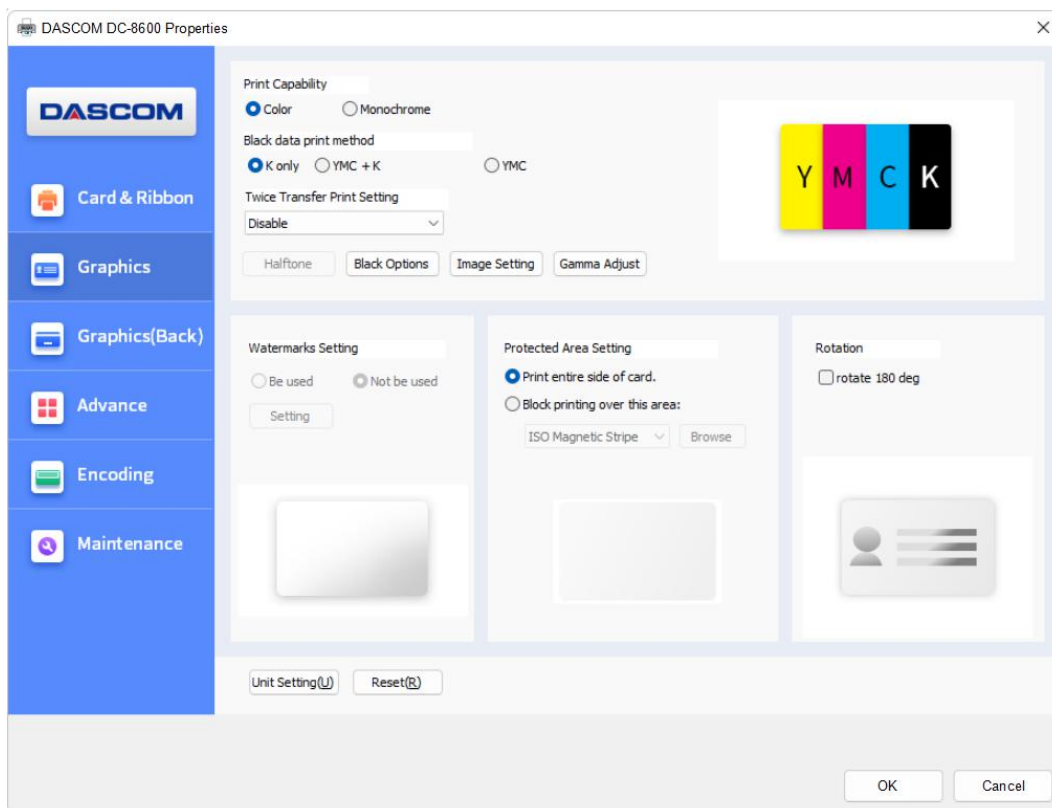 DASCOM DC-8600 Properties
DASCOM
Card & Ribbon
Graphics
Graphics(Back)
Advance
Encoding
Maintenance
Print Capability
Color Monochrome
Black data print method
K only YMC + K YMC
Twice Transfer Print Setting
Disable
Halftone Black Options Image Setting Gamma Adjust
Y M C K
Watermarks Setting
Be used Not be used
Setting
Protected Area Setting
Print entire side of card.
Block printing over this area:
ISO Magnetic Stripe Browse
Rotation
rotate 180 deg
Unit Setting(U) Reset(R)
OK Cancel